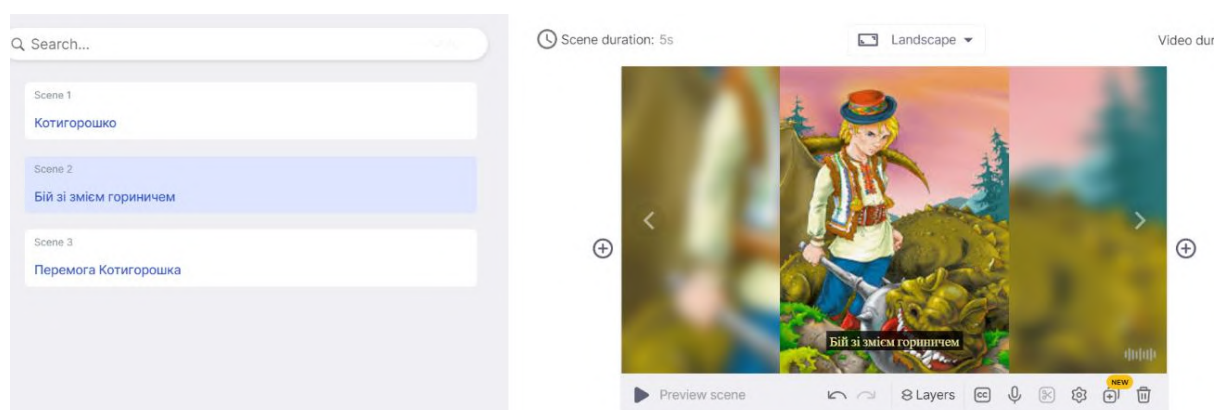 Search...
Scene 1
Котигорошко
Scene 2
Бій зі змієм гориничем
Scene 3
Перемога Котигорошка
Scene duration: 5s
Landscape
Video dur
Бій зі змієм гориничем
Preview scene
Layers
CC
NEW